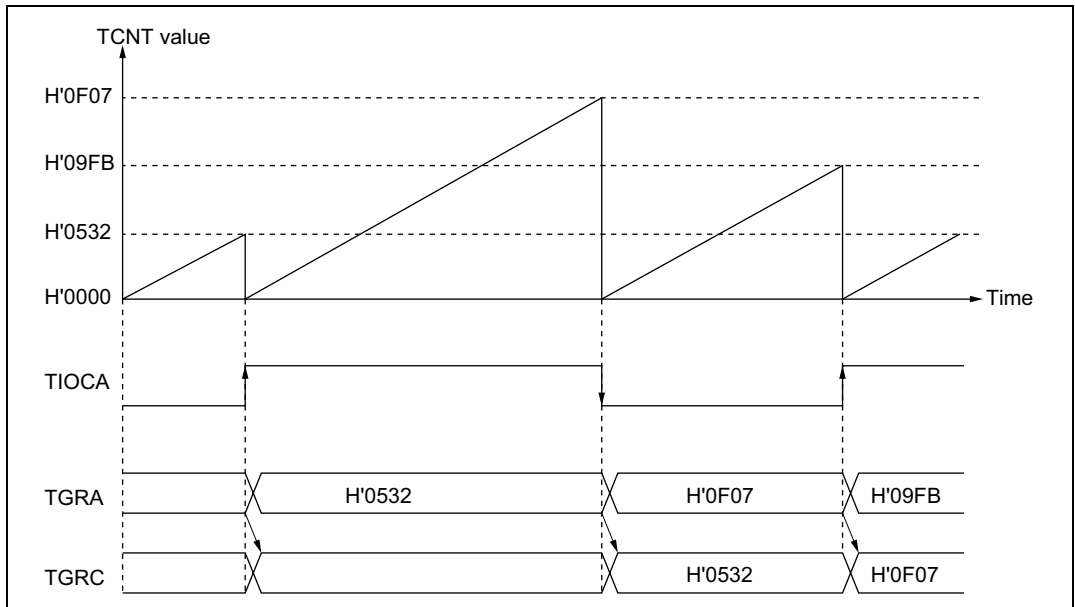 TCNT value
H'0F07
H'09FB
H'0532
H'0000
Time
TIOCA
TGRA H'0532 H'0F07 H'09FB
TGRC H'0532 H'0F07